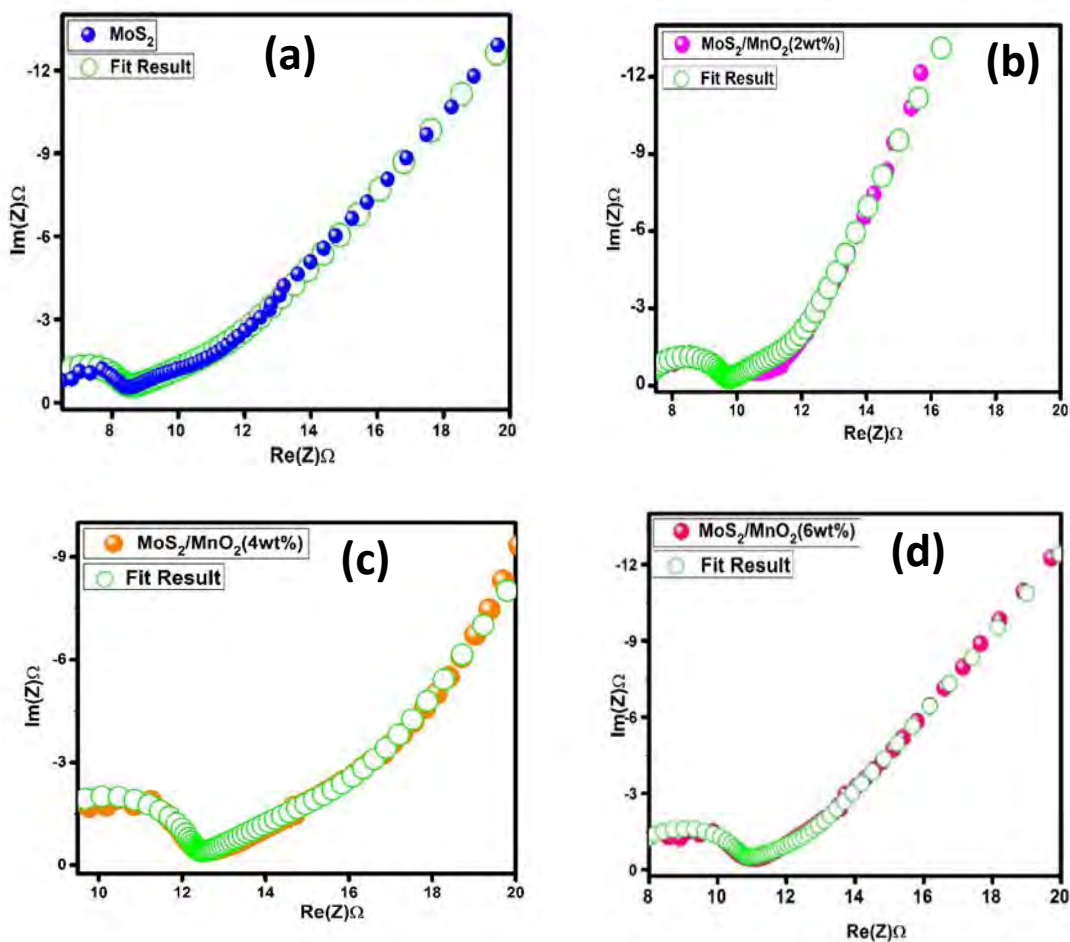 MoS2
Fit Result
(a)
-12
-9
-6
-3
0
Im(Z)Ω
8 10 12 14 16 18 20
Re(Z)Ω
MoS2/MnO2(2wt%)
Fit Result
(b)
-12
-9
-6
-3
0
Im(Z)Ω
8 10 12 14 16 18 20
Re(Z)Ω
MoS2/MnO2(4wt%)
Fit Result
(c)
-9
-6
-3
0
Im(Z)Ω
10 12 14 16 18 20
Re(Z)Ω
MoS2/MnO2(6wt%)
Fit Result
(d)
-12
-9
-6
-3
0
Im(Z)Ω
8 10 12 14 16 18 20
Re(Z)Ω